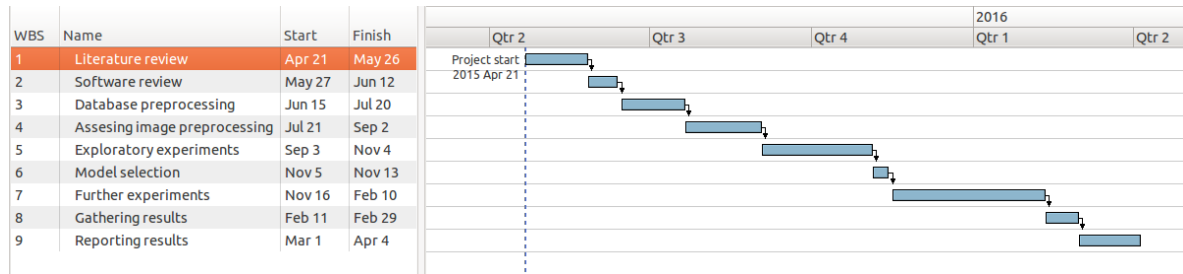 2016
WBS Name Start Finish Qtr 2 Qtr 3 Qtr 4 Qtr 1 Qtr 2
1 Literature review Apr 21 May 26
Project start
2015 Apr 21
2 Software review May 27 Jun 12
3 Database preprocessing Jun 15 Jul 20
4 Assesing image preprocessing Jul 21 Sep 2
5 Exploratory experiments Sep 3 Nov 4
6 Model selection Nov 5 Nov 13
7 Further experiments Nov 16 Feb 10
8 Gathering results Feb 11 Feb 29
9 Reporting results Mar 1 Apr 4